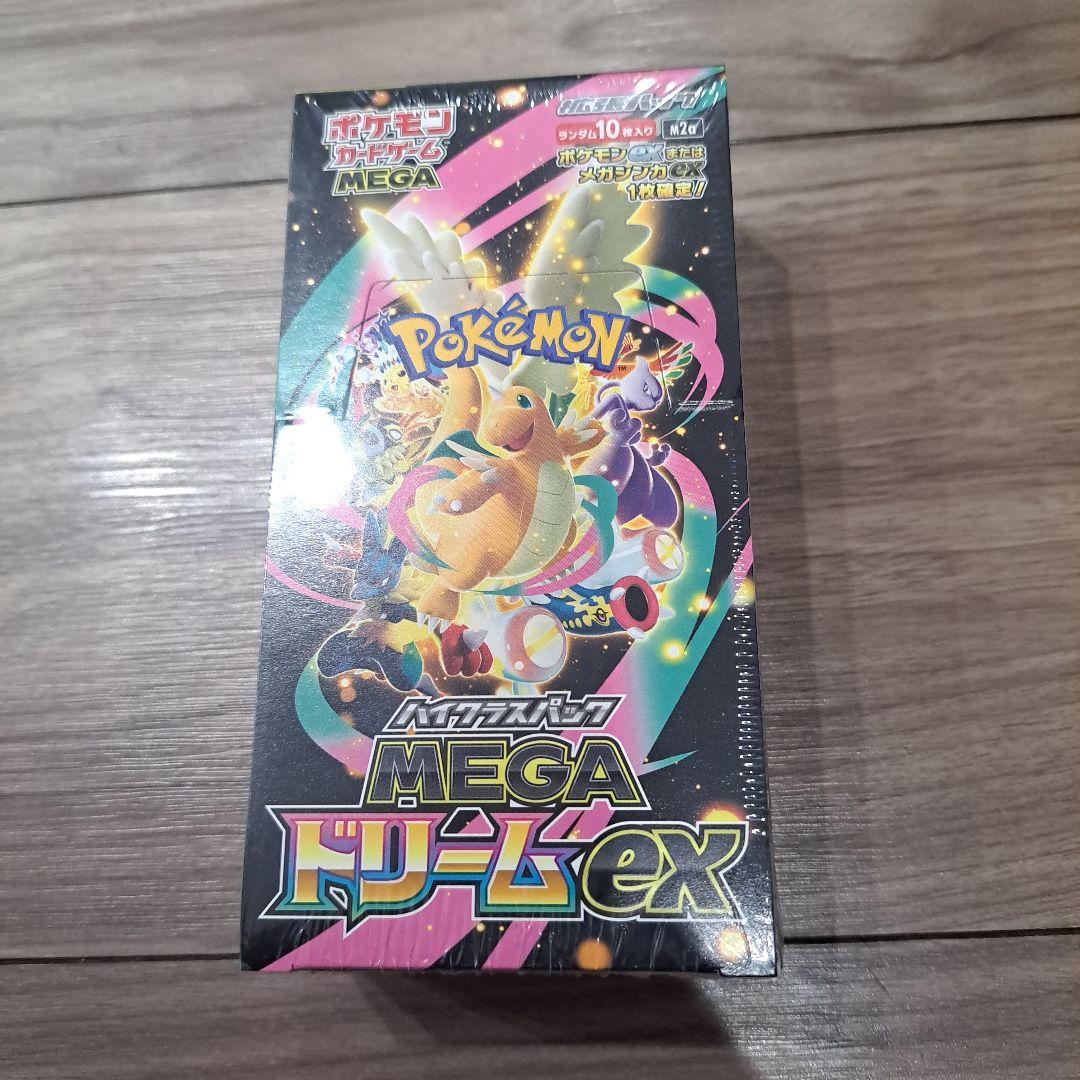 ポケモン
カードゲーム
MEGA
拡張パック
ランダム10枚入り M2a
ポケモンexまたは
メガシンカex
1枚確定!
POKÉMON
TM
ハイクラスパック
MEGA
ドリームex